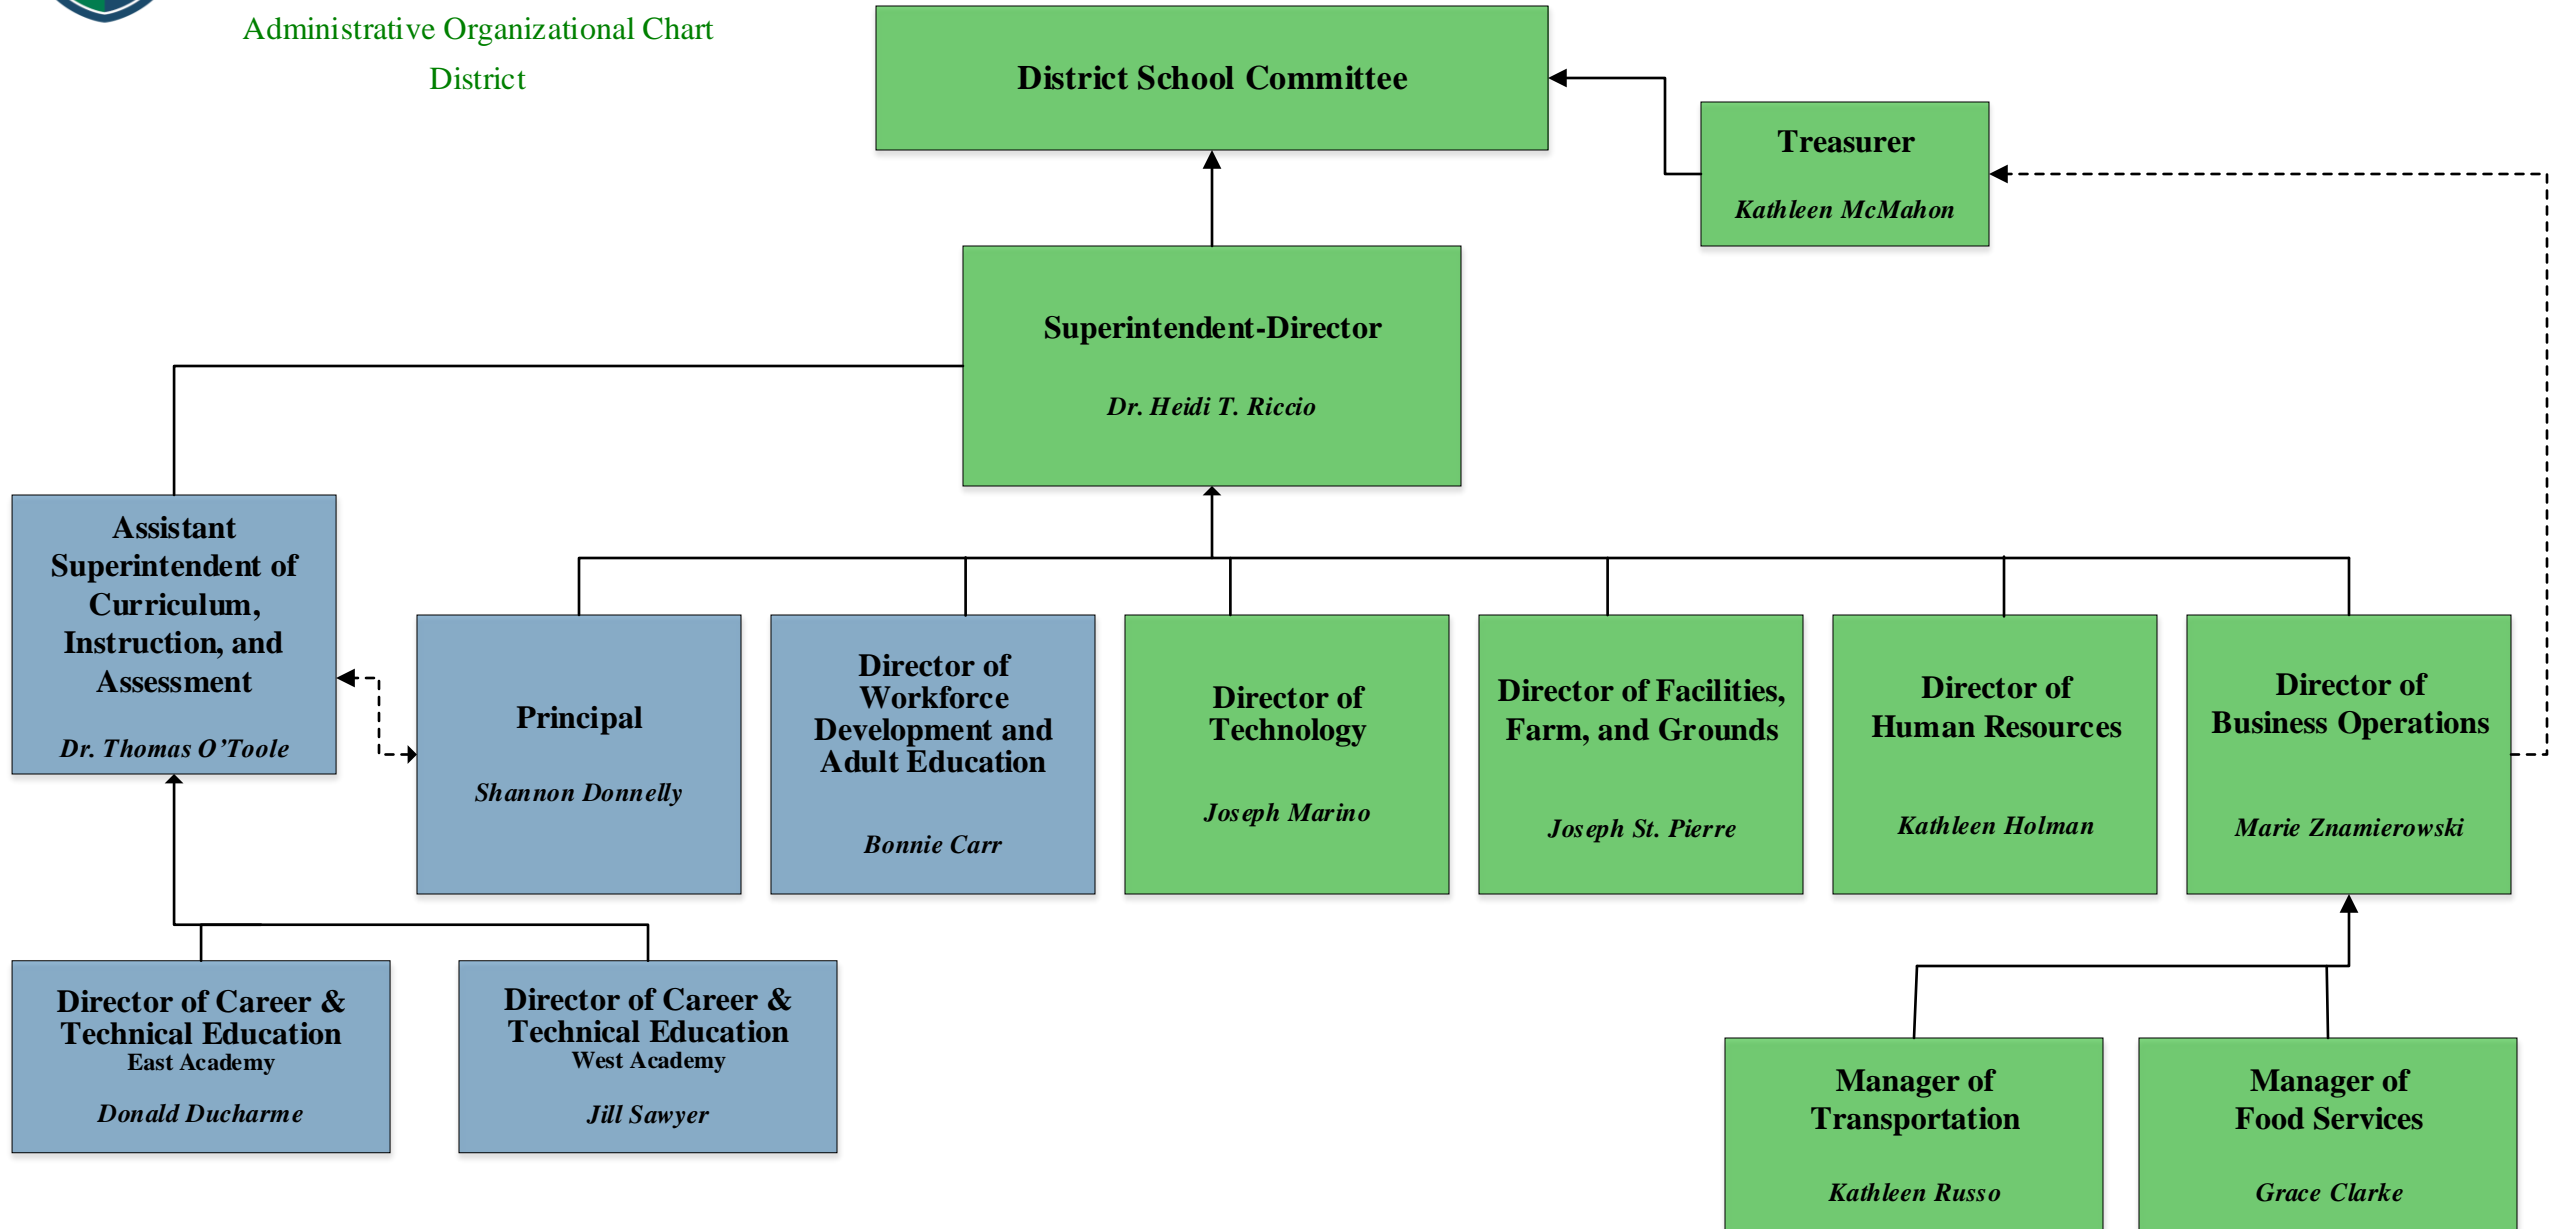 Administrative Organizational Chart
District
District School Committee
Treasurer
Kathleen McMahon
Superintendent-Director
Dr. Heidi T. Riccio
Assistant
Superintendent of
Curriculum,
Instruction, and
Assessment
Dr. Thomas O’Toole
Principal
Shannon Donnelly
Director of
Workforce
Development and
Adult Education
Bonnie Carr
Director of
Technology
Joseph Marino
Director of Facilities,
Farm, and Grounds
Joseph St. Pierre
Director of
Human Resources
Kathleen Holman
Director of
Business Operations
Marie Znamierowski
Director of Career &
Technical Education
East Academy
Donald Ducharme
Director of Career &
Technical Education
West Academy
Jill Sawyer
Manager of
Transportation
Kathleen Russo
Manager of
Food Services
Grace Clarke